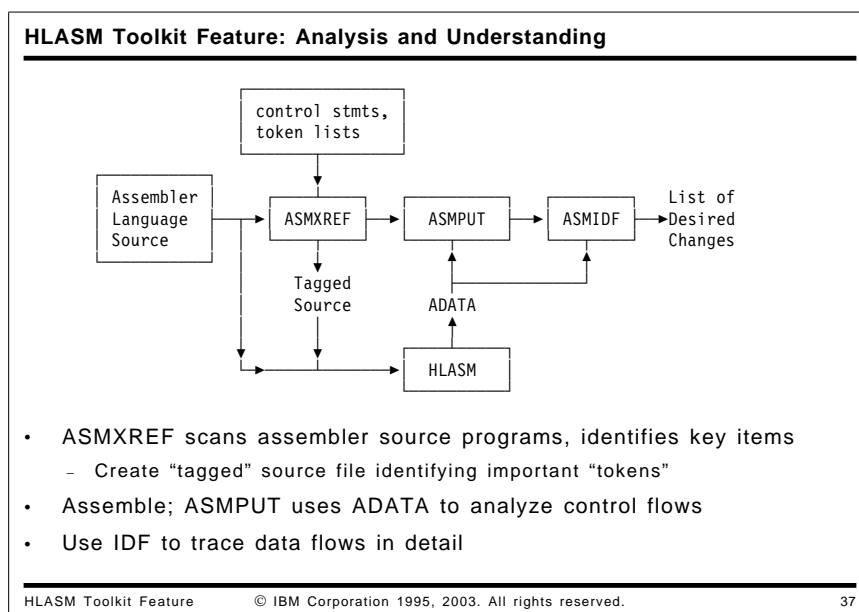 HLASM Toolkit Feature: Analysis and Understanding
control stmts,
token lists
Assembler
Language
Source
ASMXREF
ASMPUT
ASMIDF
List of
Desired
Changes
Tagged
Source
ADATA
HLASM
• ASMXREF scans assembler source programs, identifies key items
– Create “tagged” source file identifying important “tokens”
• Assemble; ASMPUT uses ADATA to analyze control flows
• Use IDF to trace data flows in detail
HLASM Toolkit Feature © IBM Corporation 1995, 2003. All rights reserved. 37